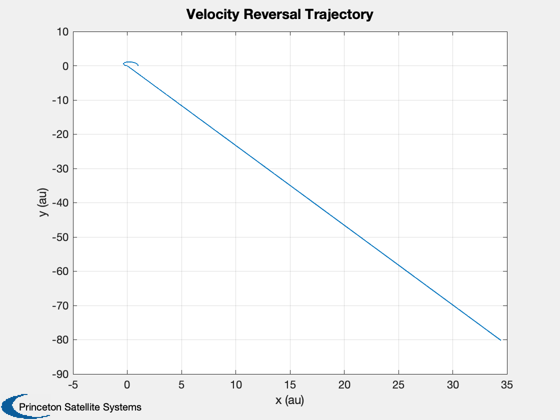 Velocity Reversal Trajectory
10
0
-10
-20
-30
-40
-50
-60
-70
-80
-90
y (au)
-5 0 5 10 15 20 25 30 35
x (au)
Princeton Satellite Systems